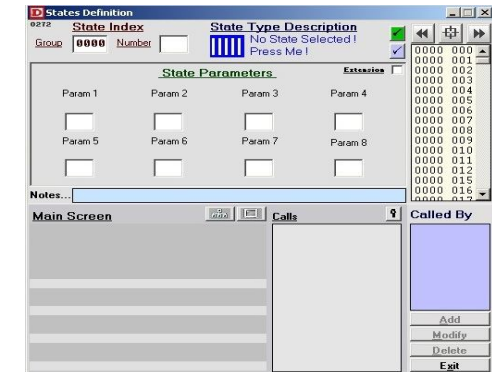 States Definition
0272
State Index
State Type Description
Group 0000 Number
No State Selected !
Press Me !
State Parameters
Extension
Param 1 Param 2 Param 3 Param 4
Param 5 Param 6 Param 7 Param 8
0000 000
0000 001
0000 002
0000 003
0000 004
0000 005
0000 006
0000 007
0000 008
0000 009
0000 010
0000 011
0000 012
0000 015
0000 016
0000 017
Notes...
Main Screen
Calls
Called By
Add
Modify
Delete
Exit